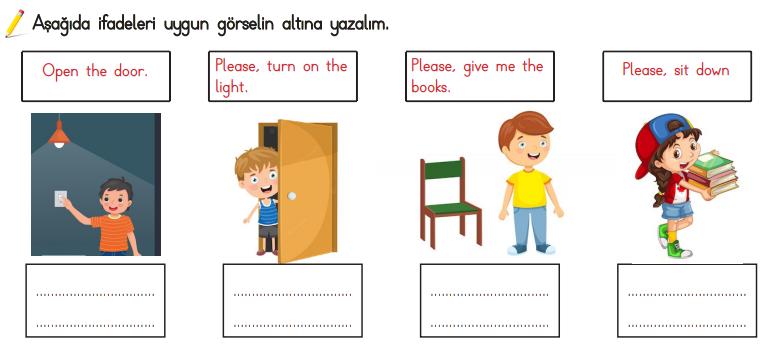 Aşağıda ifadeleri uygun görselin altına yazalım.
Open the door.
Please, turn on the
light.
Please, give me the
books.
Please, sit down